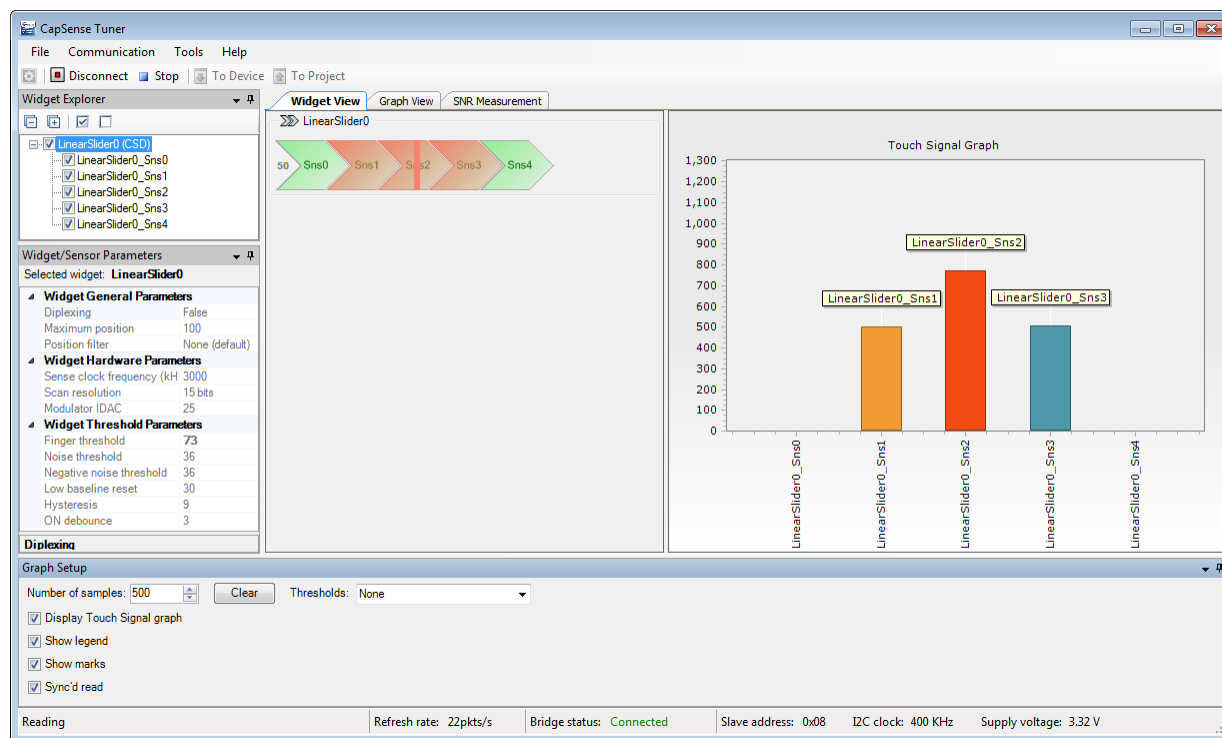 CapSense Tuner
File Communication Tools Help
Disconnect Stop To Device To Project
Widget Explorer
LinearSlider0 (CSD)
LinearSlider0_Sns0
LinearSlider0_Sns1
LinearSlider0_Sns2
LinearSlider0_Sns3
LinearSlider0_Sns4
Widget/Sensor Parameters
Selected widget: LinearSlider0
Widget General Parameters
Diplexing False
Maximum position 100
Position filter None (default)
Widget Hardware Parameters
Sense clock frequency (kH 3000
Scan resolution 15 bits
Modulator IDAC 25
Widget Threshold Parameters
Finger threshold 73
Noise threshold 36
Negative noise threshold 36
Low baseline reset 30
Hysteresis 9
ON debounce 3
Diplexing
Widget View Graph View SNR Measurement
LinearSlider0
50 Sns0 Sns1 Sns2 Sns3 Sns4
Touch Signal Graph
1,300
1,200
1,100
1,000
900
800
700
600
500
400
300
200
100
0
LinearSlider0_Sns2
LinearSlider0_Sns1
LinearSlider0_Sns3
LinearSlider0_Sns0
LinearSlider0_Sns1
LinearSlider0_Sns2
LinearSlider0_Sns3
LinearSlider0_Sns4
Graph Setup
Number of samples: 500 Clear Thresholds: None
Display Touch Signal graph
Show legend
Show marks
Sync'd read
Reading Refresh rate: 22pkts/s Bridge status: Connected Slave address: 0x08 I2C clock: 400 KHz Supply voltage: 3.32 V